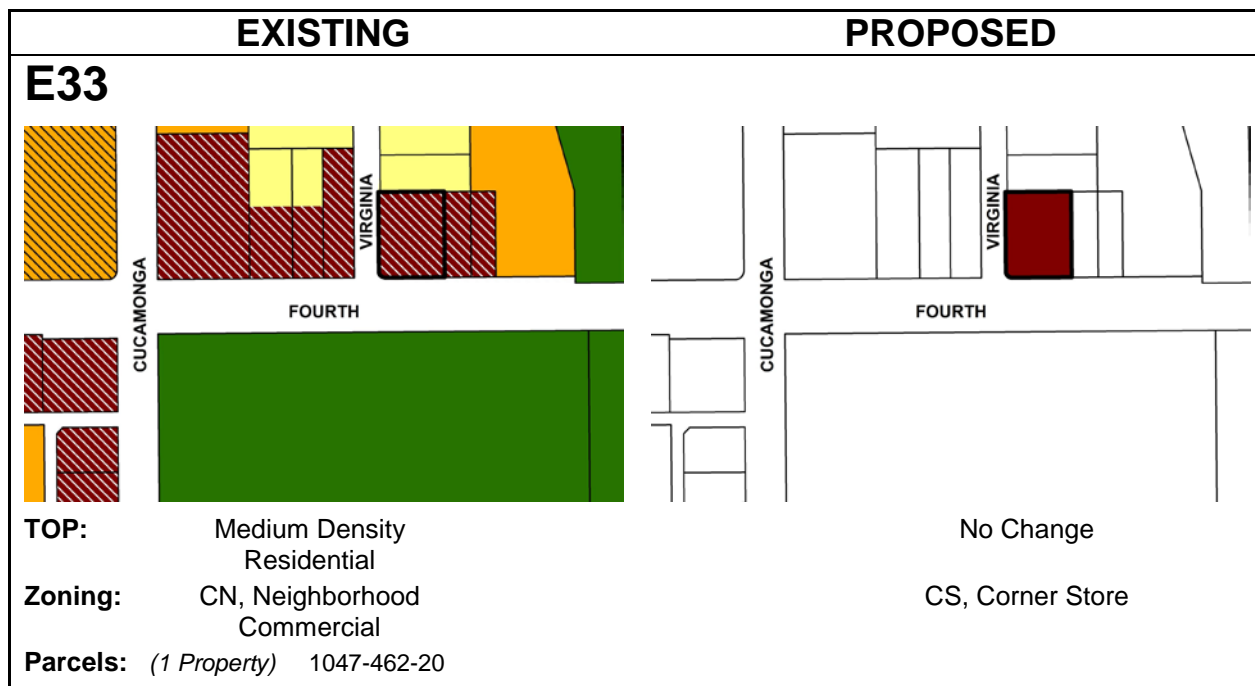 EXISTING PROPOSED
E33
VIRGINIA
CUCAMONGA
FOURTH
VIRGINIA
CUCAMONGA
FOURTH
TOP: Medium Density No Change
Residential
Zoning: CN, Neighborhood CS, Corner Store
Commercial
Parcels: (1 Property) 1047-462-20